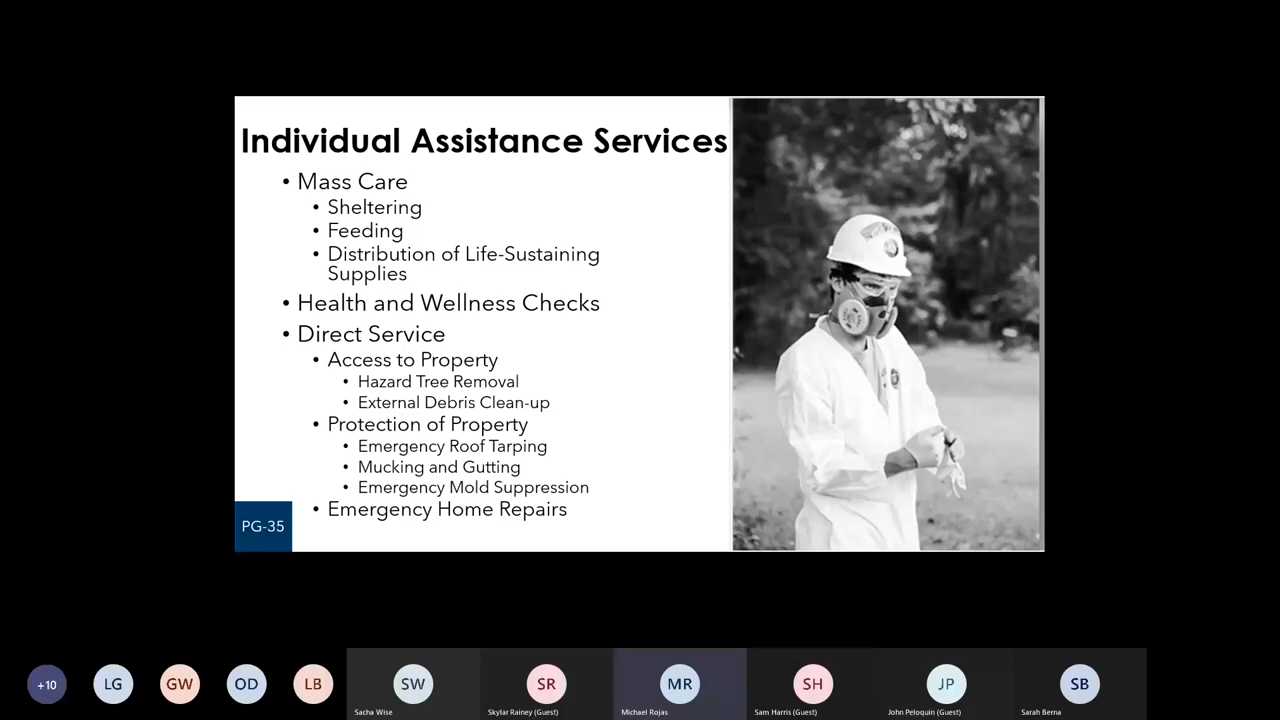 Individual Assistance Services
• Mass Care
• Sheltering
• Feeding
• Distribution of Life-Sustaining
Supplies
• Health and Wellness Checks
• Direct Service
• Access to Property
• Hazard Tree Removal
• External Debris Clean-up
• Protection of Property
• Emergency Roof Tarping
• Mucking and Gutting
• Emergency Mold Suppression
• Emergency Home Repairs
PG-35
+10
LG
GW
OD
LB
SW
SR
MR
SH
JP
SB
Sacha Wise
Skylar Rainey (Guest)
Michael Rojas
Sam Harris (Guest)
John Peloquin (Guest)
Sarah Berna